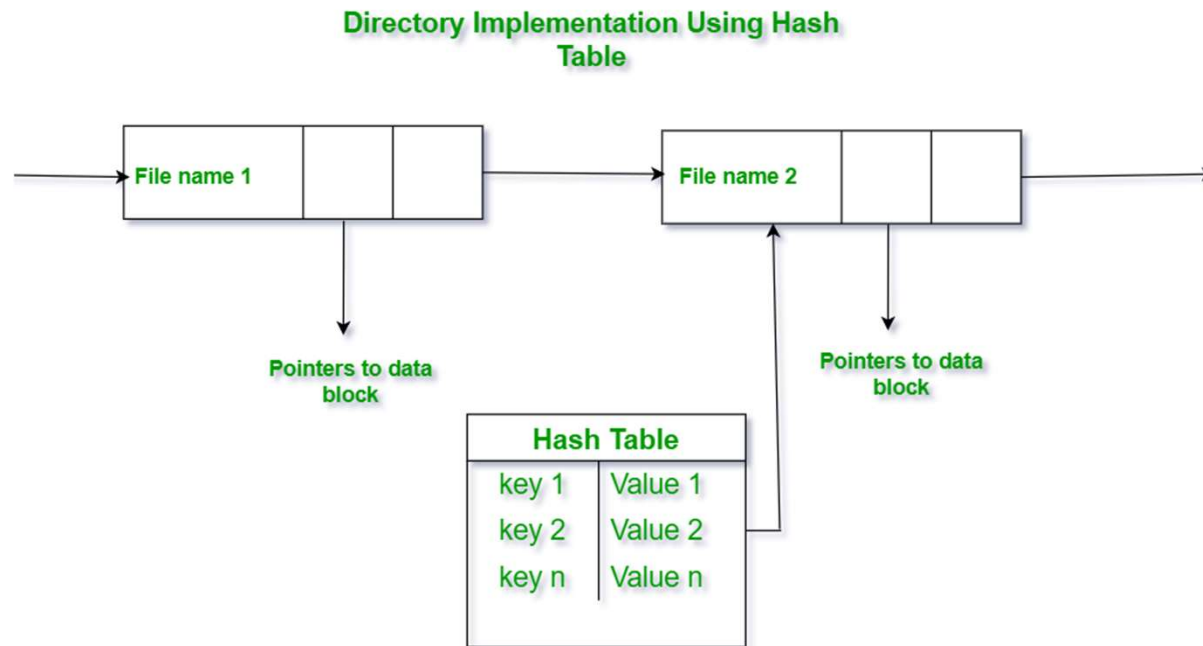 Directory Implementation Using Hash
Table
File name 1
File name 2
Pointers to data
block
Pointers to data
block
Hash Table
key 1 Value 1
key 2 Value 2
key n Value n